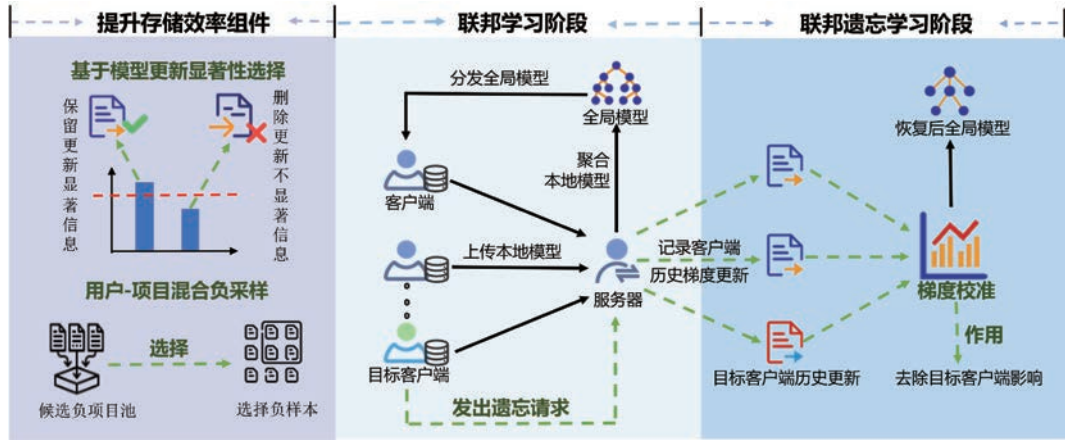 提升存储效率组件
联邦学习阶段
联邦遗忘学习阶段
基于模型更新显著性选择
保留更新显著信息
删除更新不显著信息
用户-项目混合负采样
选择
候选负项目池
选择负样本
分发全局模型
全局模型
聚合
本地模型
客户端
上传本地模型
服务器
目标客户端
发出遗忘请求
记录客户端
历史梯度更新
目标客户端历史更新
恢复后全局模型
梯度校准
作用
去除目标客户端影响